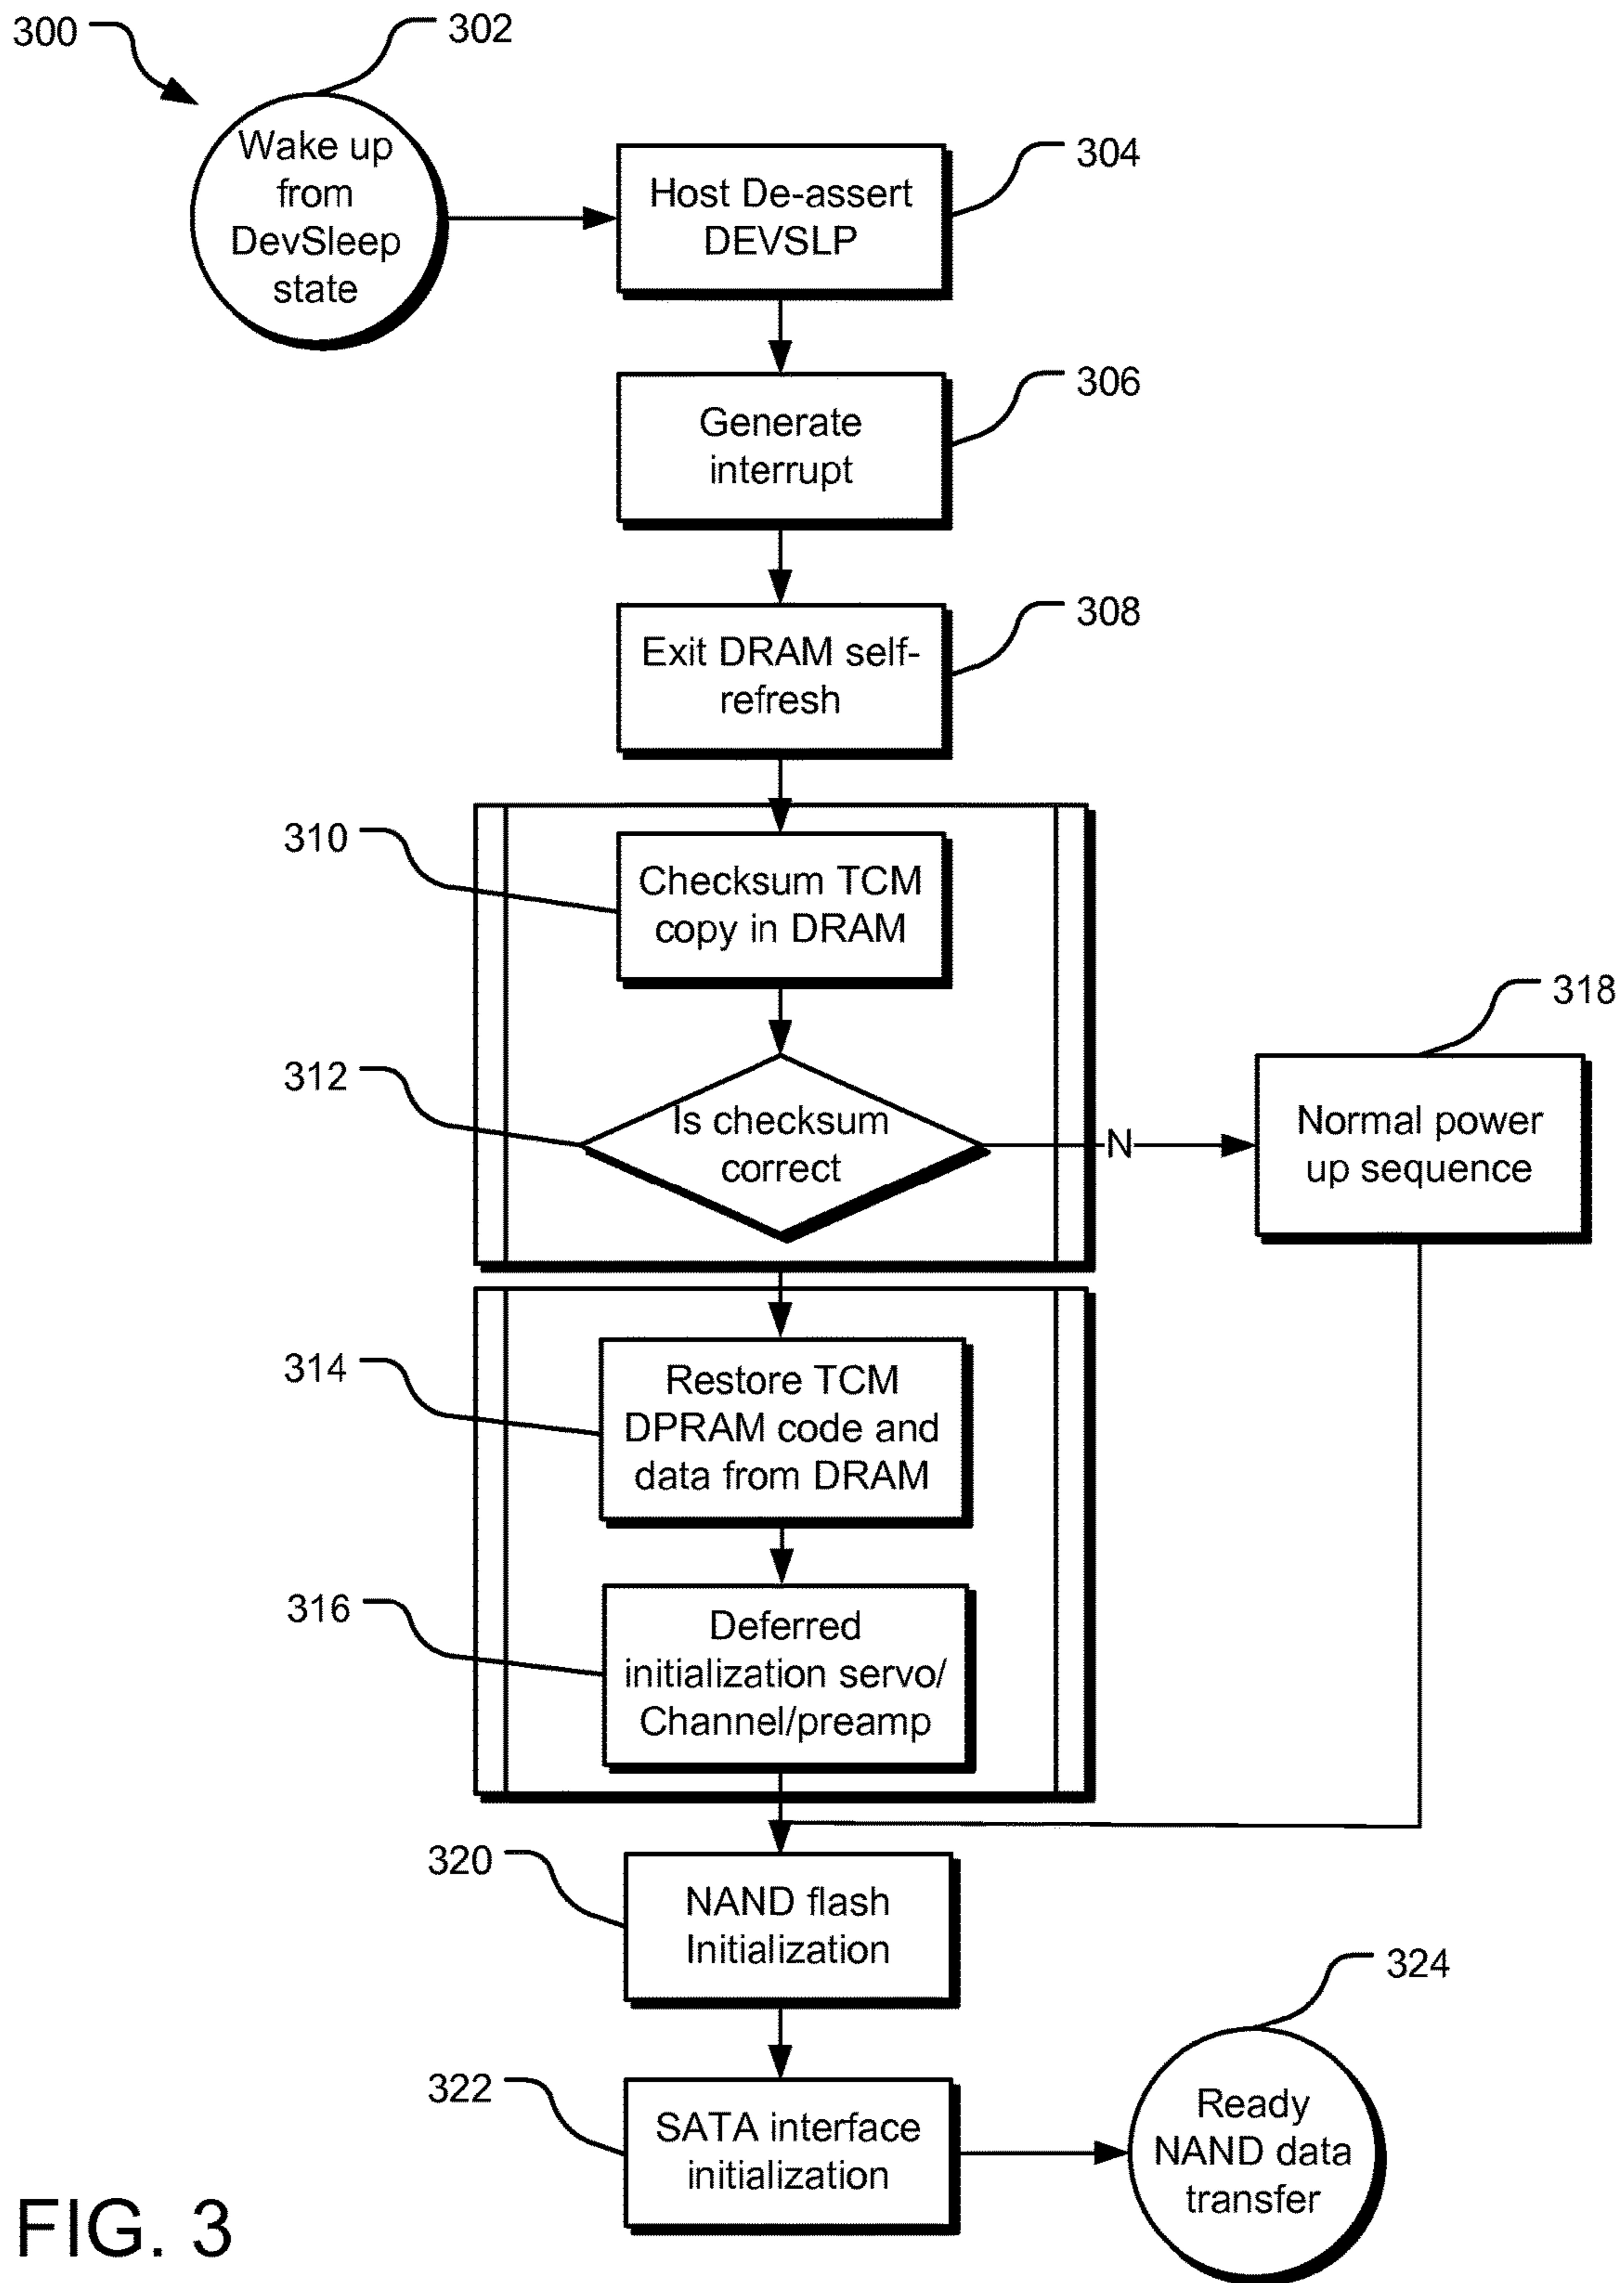 300
302
Wake up
from
DevSleep
state
304
Host De-assert
DEVSLP
306
Generate
interrupt
308
Exit DRAM self-
refresh
310
Checksum TCM
copy in DRAM
312
Is checksum
correct
N
318
Normal power
up sequence
314
Restore TCM
DPRAM code and
data from DRAM
316
Deferred
initialization servo/
Channel/preamp
320
NAND flash
Initialization
322
SATA interface
initialization
324
Ready
NAND data
transfer
FIG. 3